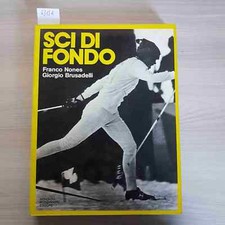 SCI DI
FONDO
Franco Nones
Giorgio Brusadelli